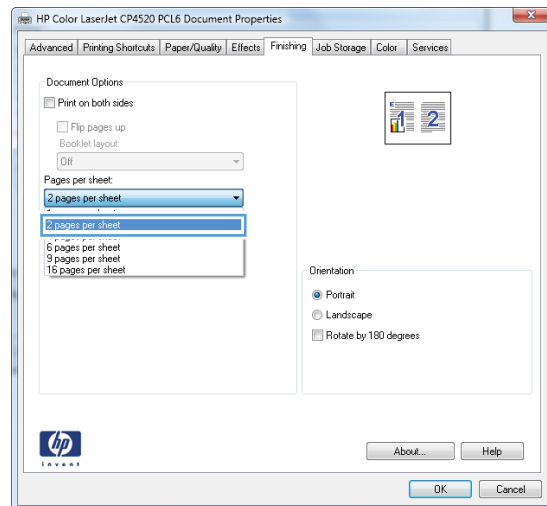 HP Color LaserJet CP4520 PCL6 Document Properties
Advanced Printing Shortcuts Paper/Quality Effects Finishing Job Storage Color Services
Document Options
Print on both sides
Flip pages up
Booklet layout:
Off
Pages per sheet:
2 pages per sheet
2 pages per sheet
6 pages per sheet
9 pages per sheet
16 pages per sheet
1 2
Orientation
Portrait
Landscape
Rotate by 180 degrees
hp
invent
About... Help
OK Cancel